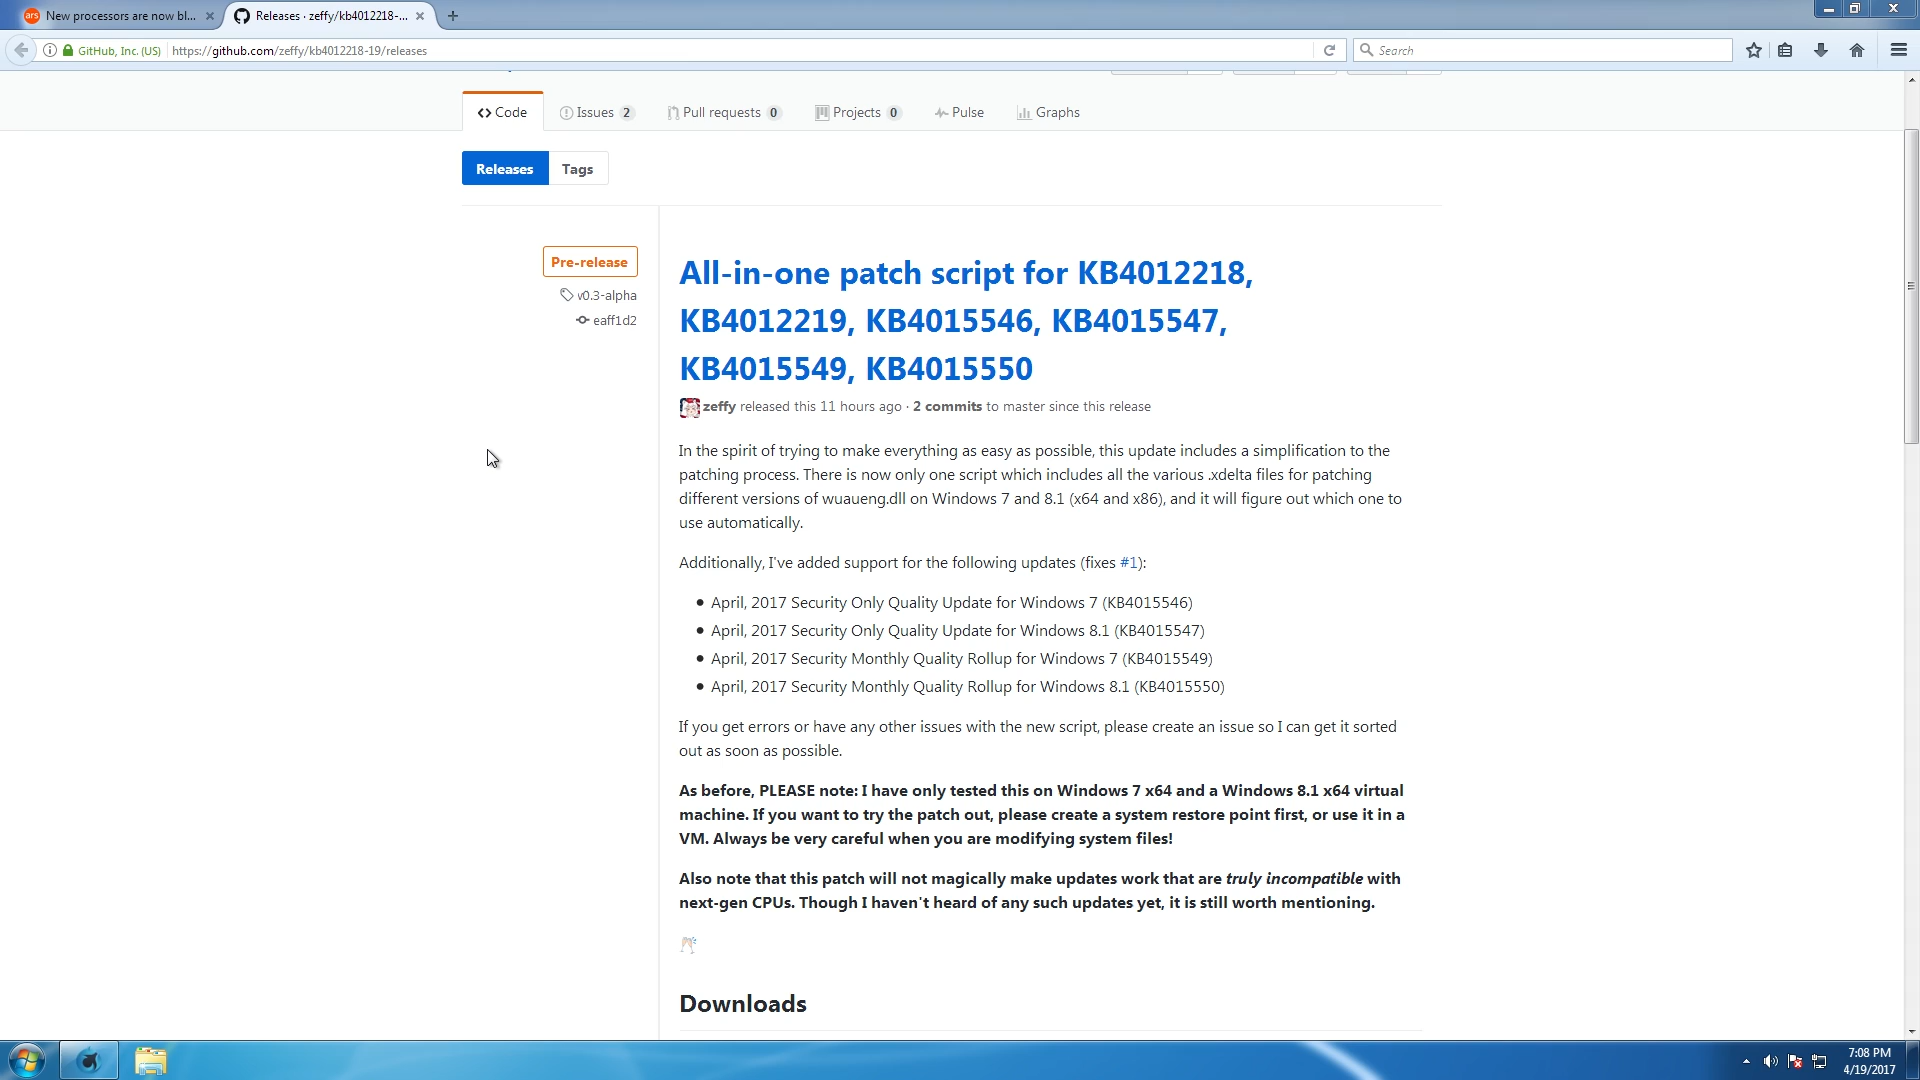 ars New processors are now bl...
Releases · zeffy/kb4012218-...
GitHub, Inc. (US) https://github.com/zeffy/kb4012218-19/releases
Search
Code
Issues 2
Pull requests 0
Projects 0
Pulse
Graphs
Releases
Tags
Pre-release
v0.3-alpha
eaff1d2
All-in-one patch script for KB4012218,
KB4012219, KB4015546, KB4015547,
KB4015549, KB4015550
zeffy released this 11 hours ago · 2 commits to master since this release
In the spirit of trying to make everything as easy as possible, this update includes a simplification to the
patching process. There is now only one script which includes all the various .xdelta files for patching
different versions of wuaueng.dll on Windows 7 and 8.1 (x64 and x86), and it will figure out which one to
use automatically.
Additionally, I've added support for the following updates (fixes #1):
• April, 2017 Security Only Quality Update for Windows 7 (KB4015546)
• April, 2017 Security Only Quality Update for Windows 8.1 (KB4015547)
• April, 2017 Security Monthly Quality Rollup for Windows 7 (KB4015549)
• April, 2017 Security Monthly Quality Rollup for Windows 8.1 (KB4015550)
If you get errors or have any other issues with the new script, please create an issue so I can get it sorted
out as soon as possible.
As before, PLEASE note: I have only tested this on Windows 7 x64 and a Windows 8.1 x64 virtual
machine. If you want to try the patch out, please create a system restore point first, or use it in a
VM. Always be very careful when you are modifying system files!
Also note that this patch will not magically make updates work that are truly incompatible with
next-gen CPUs. Though I haven't heard of any such updates yet, it is still worth mentioning.
Downloads
7:08 PM
4/19/2017